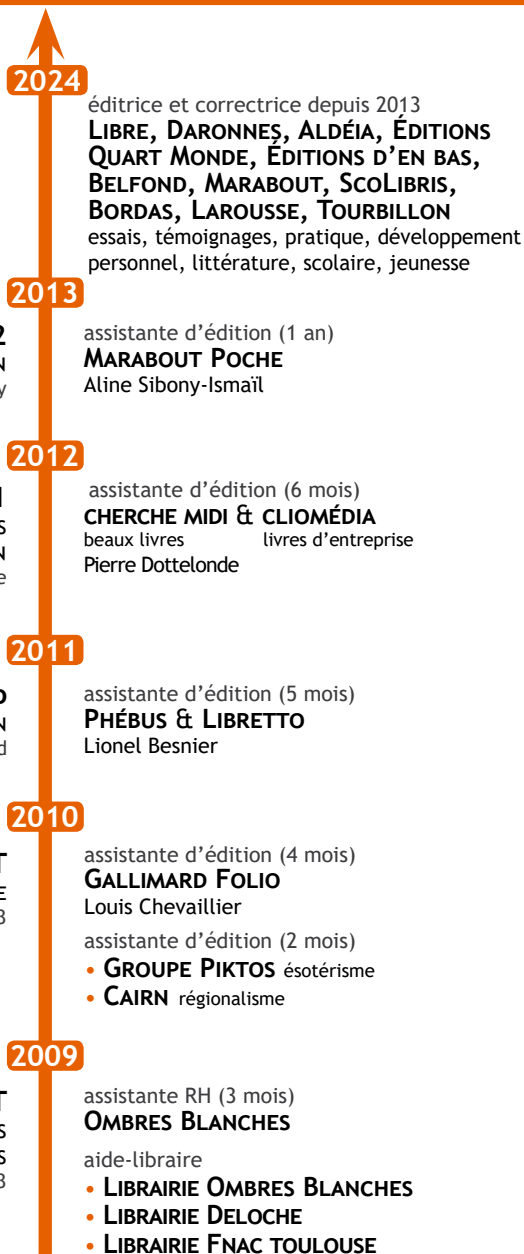 2024
éditrice et correctrice depuis 2013
LIBRE, DARONNES, ALDÉIA, ÉDITIONS
QUART MONDE, ÉDITIONS D’EN BAS,
BELFOND, MARABOUT, SCOLIBRIS,
BORDAS, LAROUSSE, TOURBILLON
essais, témoignages, pratique, développement
personnel, littérature, scolaire, jeunesse
2013
2
N
y
assistante d’édition (1 an)
MARABOUT POCHE
Aline Sibony-Ismaïl
2012
S
N
e
assistante d’édition (6 mois)
CHERCHE MIDI & CLIOMÉDIA
beaux livres livres d’entreprise
Pierre Dottelonde
2011
N
d
assistante d’édition (5 mois)
PHÉBUS & LIBRETTO
Lionel Besnier
2010
T
E
3
assistante d’édition (4 mois)
GALLIMARD FOLIO
Louis Chevaillier
assistante d’édition (2 mois)
• GROUPE PIKTOS ésotérisme
• CAIRN régionalisme
2009
T
S
S
3
assistante RH (3 mois)
OMBRES BLANCHES
aide-libraire
• LIBRAIRIE OMBRES BLANCHES
• LIBRAIRIE DELOCHE
• LIBRAIRIE FNAC TOULOUSE